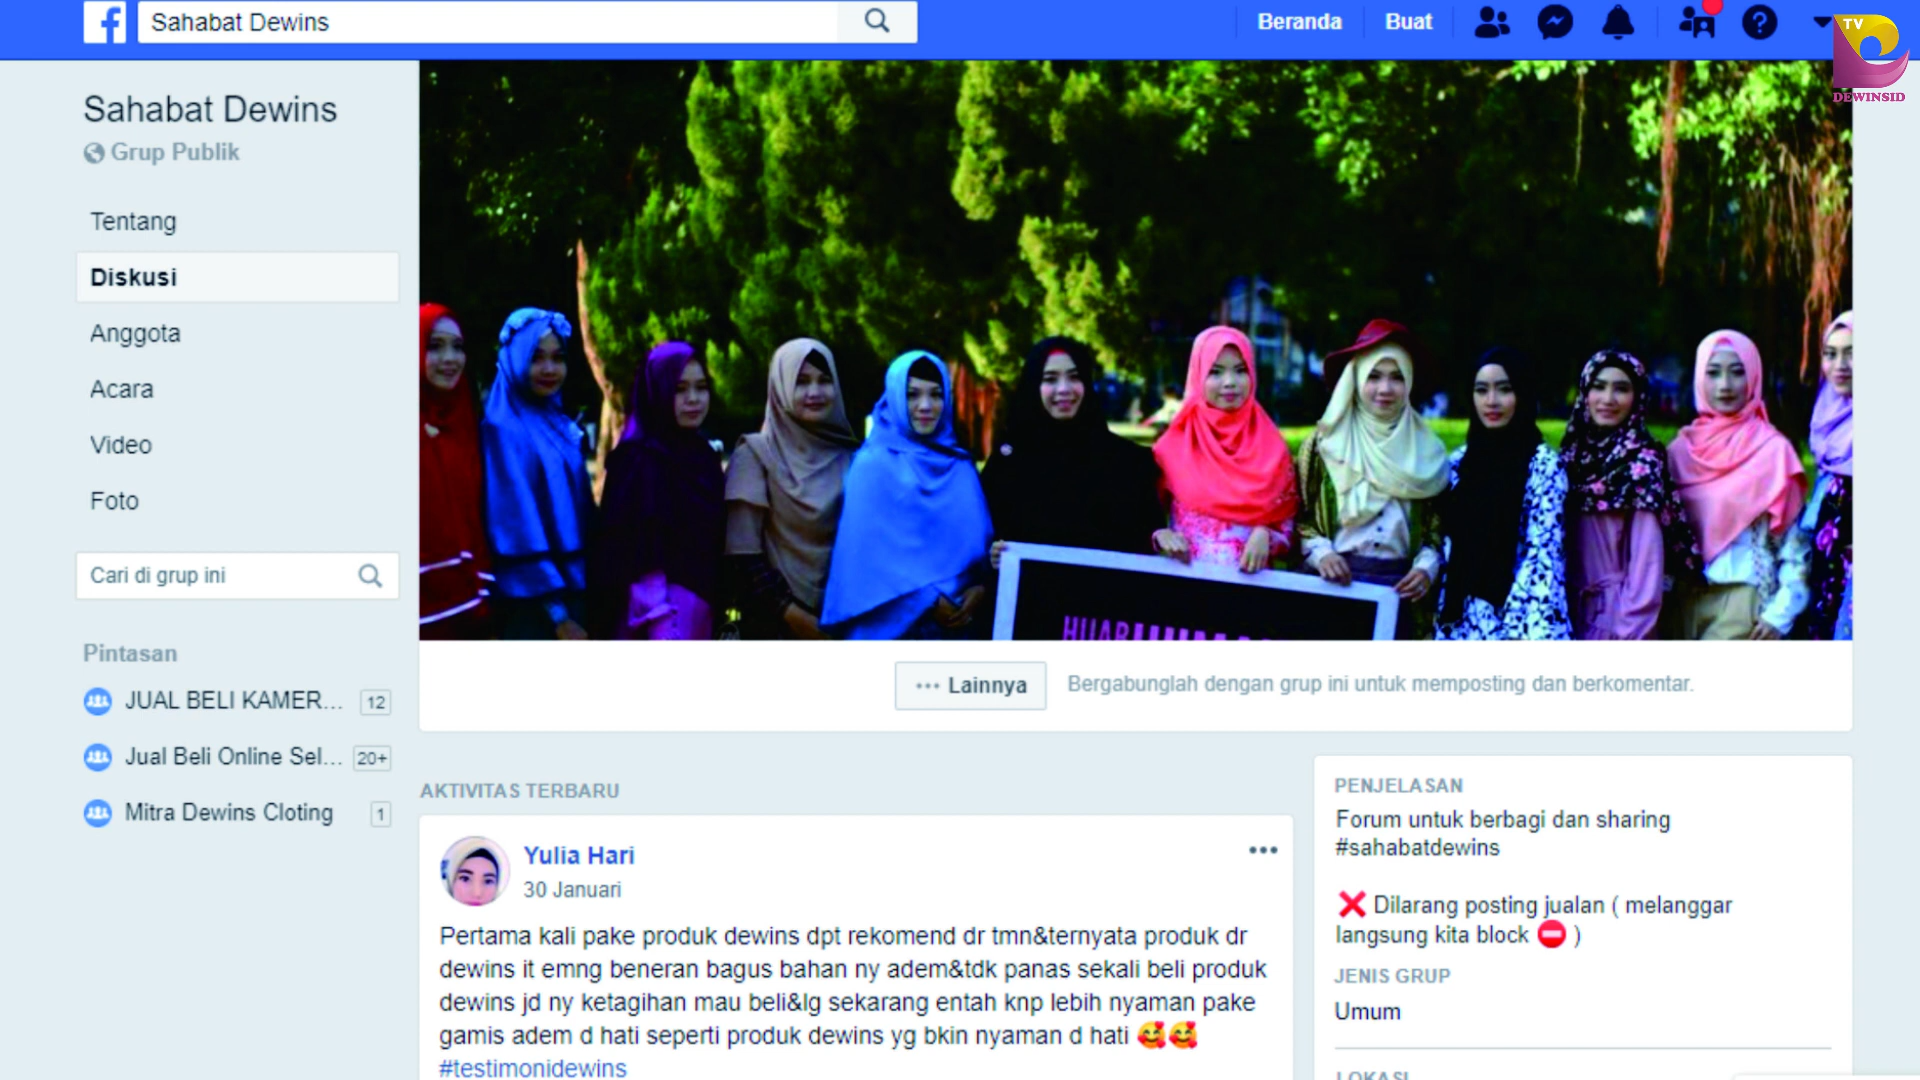 Sahabat Dewins
Beranda
Buat
TV
DEWINSID
Sahabat Dewins
Grup Publik
Tentang
Diskusi
Anggota
Acara
Video
Foto
Cari di grup ini
Pintasan
JUAL BELI KAMER... 12
Jual Beli Online Sel... 20+
Mitra Dewins Cloting 1
HIJAB
••• Lainnya
Bergabunglah dengan grup ini untuk memposting dan berkomentar.
AKTIVITAS TERBARU
Yulia Hari
30 Januari
Pertama kali pake produk dewins dpt rekomend dr tmn&ternyata produk dr
dewins it emng beneran bagus bahan ny adem&tdk panas sekali beli produk
dewins jd ny ketagihan mau beli&lg sekarang entah knp lebih nyaman pake
gamis adem d hati seperti produk dewins yg bkin nyaman d hati 🥰🥰
#testimonidewins
PENJELASAN
Forum untuk berbagi dan sharing
#sahabatdewins
❌ Dilarang posting jualan ( melanggar
langsung kita block ⛔ )
JENIS GRUP
Umum
LOKASI